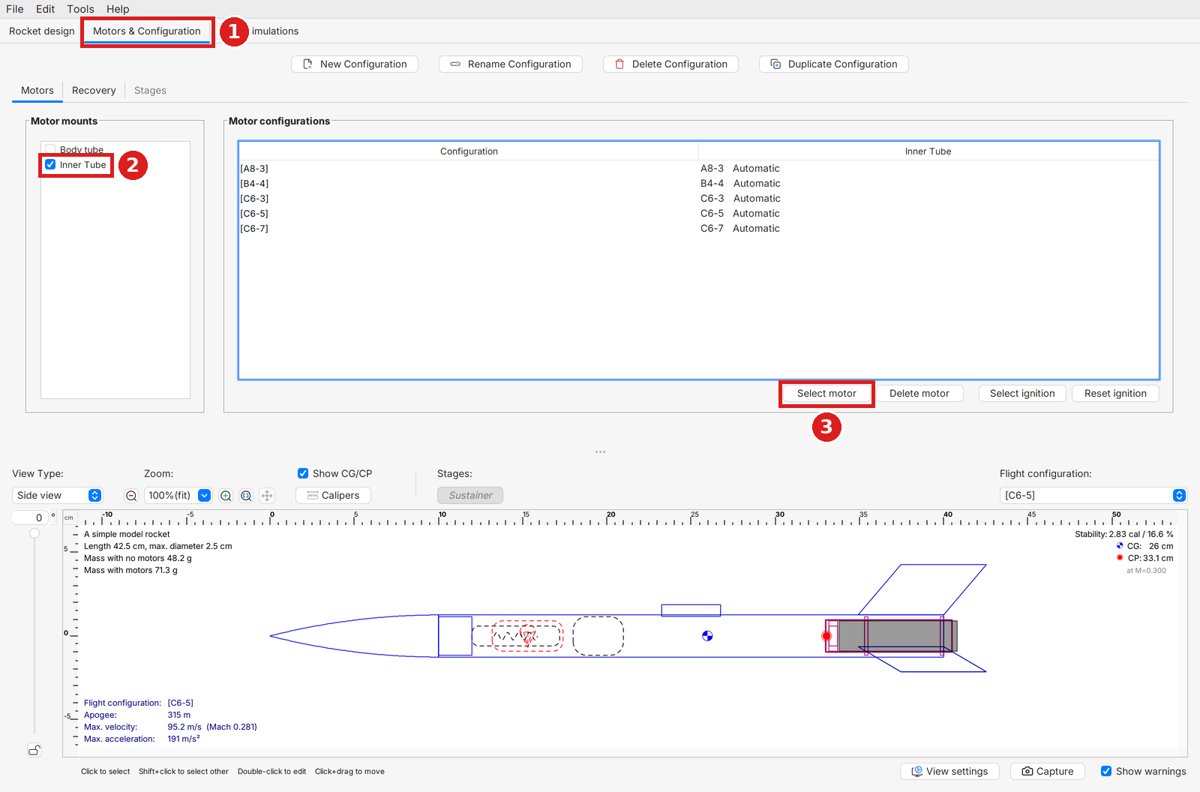 File Edit Tools Help
Rocket design Motors & Configuration 1 imulations
New Configuration Rename Configuration Delete Configuration Duplicate Configuration
Motors Recovery Stages
Motor mounts
Body tube
Inner Tube 2
Motor configurations
Configuration Inner Tube
[A8-3] A8-3 Automatic
[B4-4] B4-4 Automatic
[C6-3] C6-3 Automatic
[C6-5] C6-5 Automatic
[C6-7] C6-7 Automatic
Select motor Delete motor Select ignition Reset ignition
3
View Type: Zoom: Show CG/CP Stages: Flight configuration:
Side view 100%(fit) Calipers Sustainer [C6-5]
0 °
cm -10 -5 0 5 10 15 20 25 30 35 40 45 50
5
0
-5
A simple model rocket
Length 42.5 cm, max. diameter 2.5 cm
Mass with no motors 48.2 g
Mass with motors 71.3 g
Stability: 2.83 cal / 16.6 %
CG: 26 cm
CP: 33.1 cm
at M=0.300
Flight configuration: [C6-5]
Apogee: 315 m
Max. velocity: 95.2 m/s (Mach 0.281)
Max. acceleration: 191 m/s²
Click to select Shift+click to select other Double-click to edit Click+drag to move
View settings Capture Show warnings